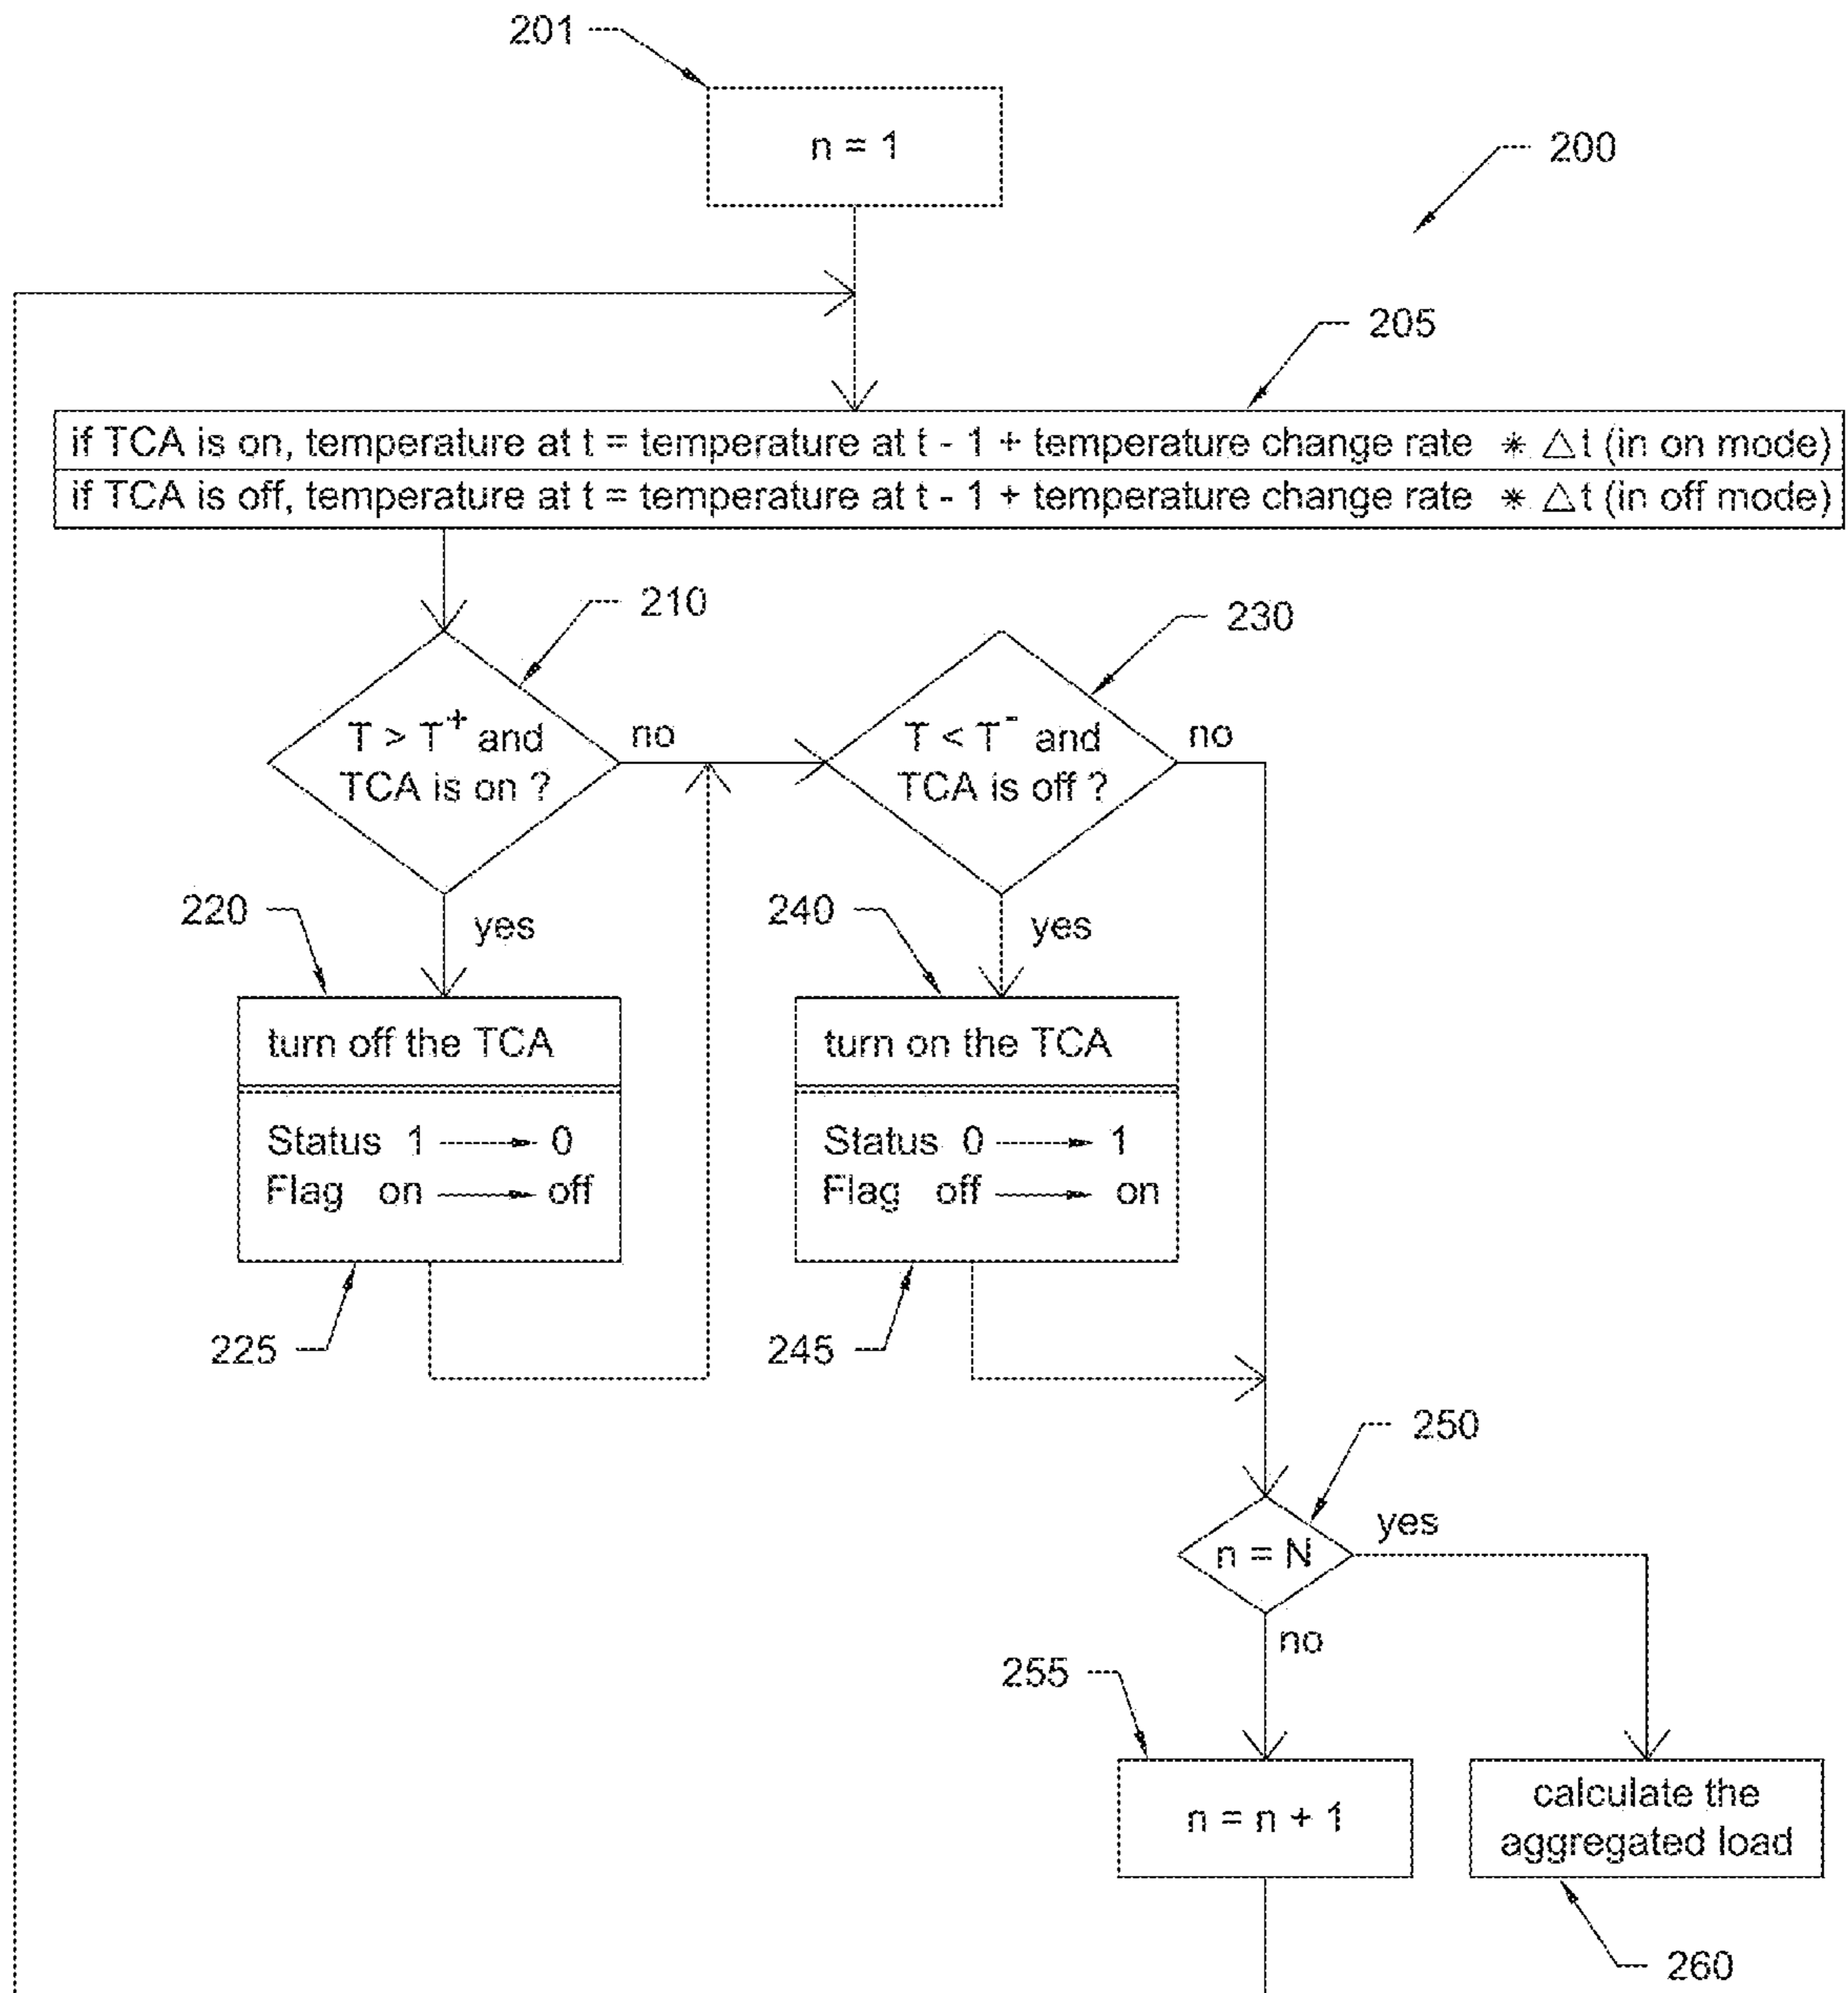 201
n = 1
200
205
if TCA is on, temperature at t = temperature at t - 1 + temperature change rate * △t (in on mode)
if TCA is off, temperature at t = temperature at t - 1 + temperature change rate * △t (in off mode)
210
230
T > T⁺ and
TCA is on ?
no
T < T⁻ and
TCA is off ?
no
220
yes
240
yes
turn off the TCA
Status 1 → 0
Flag on → off
turn on the TCA
Status 0 → 1
Flag off → on
225
245
250
n = N
yes
no
255
n = n + 1
calculate the
aggregated load
260